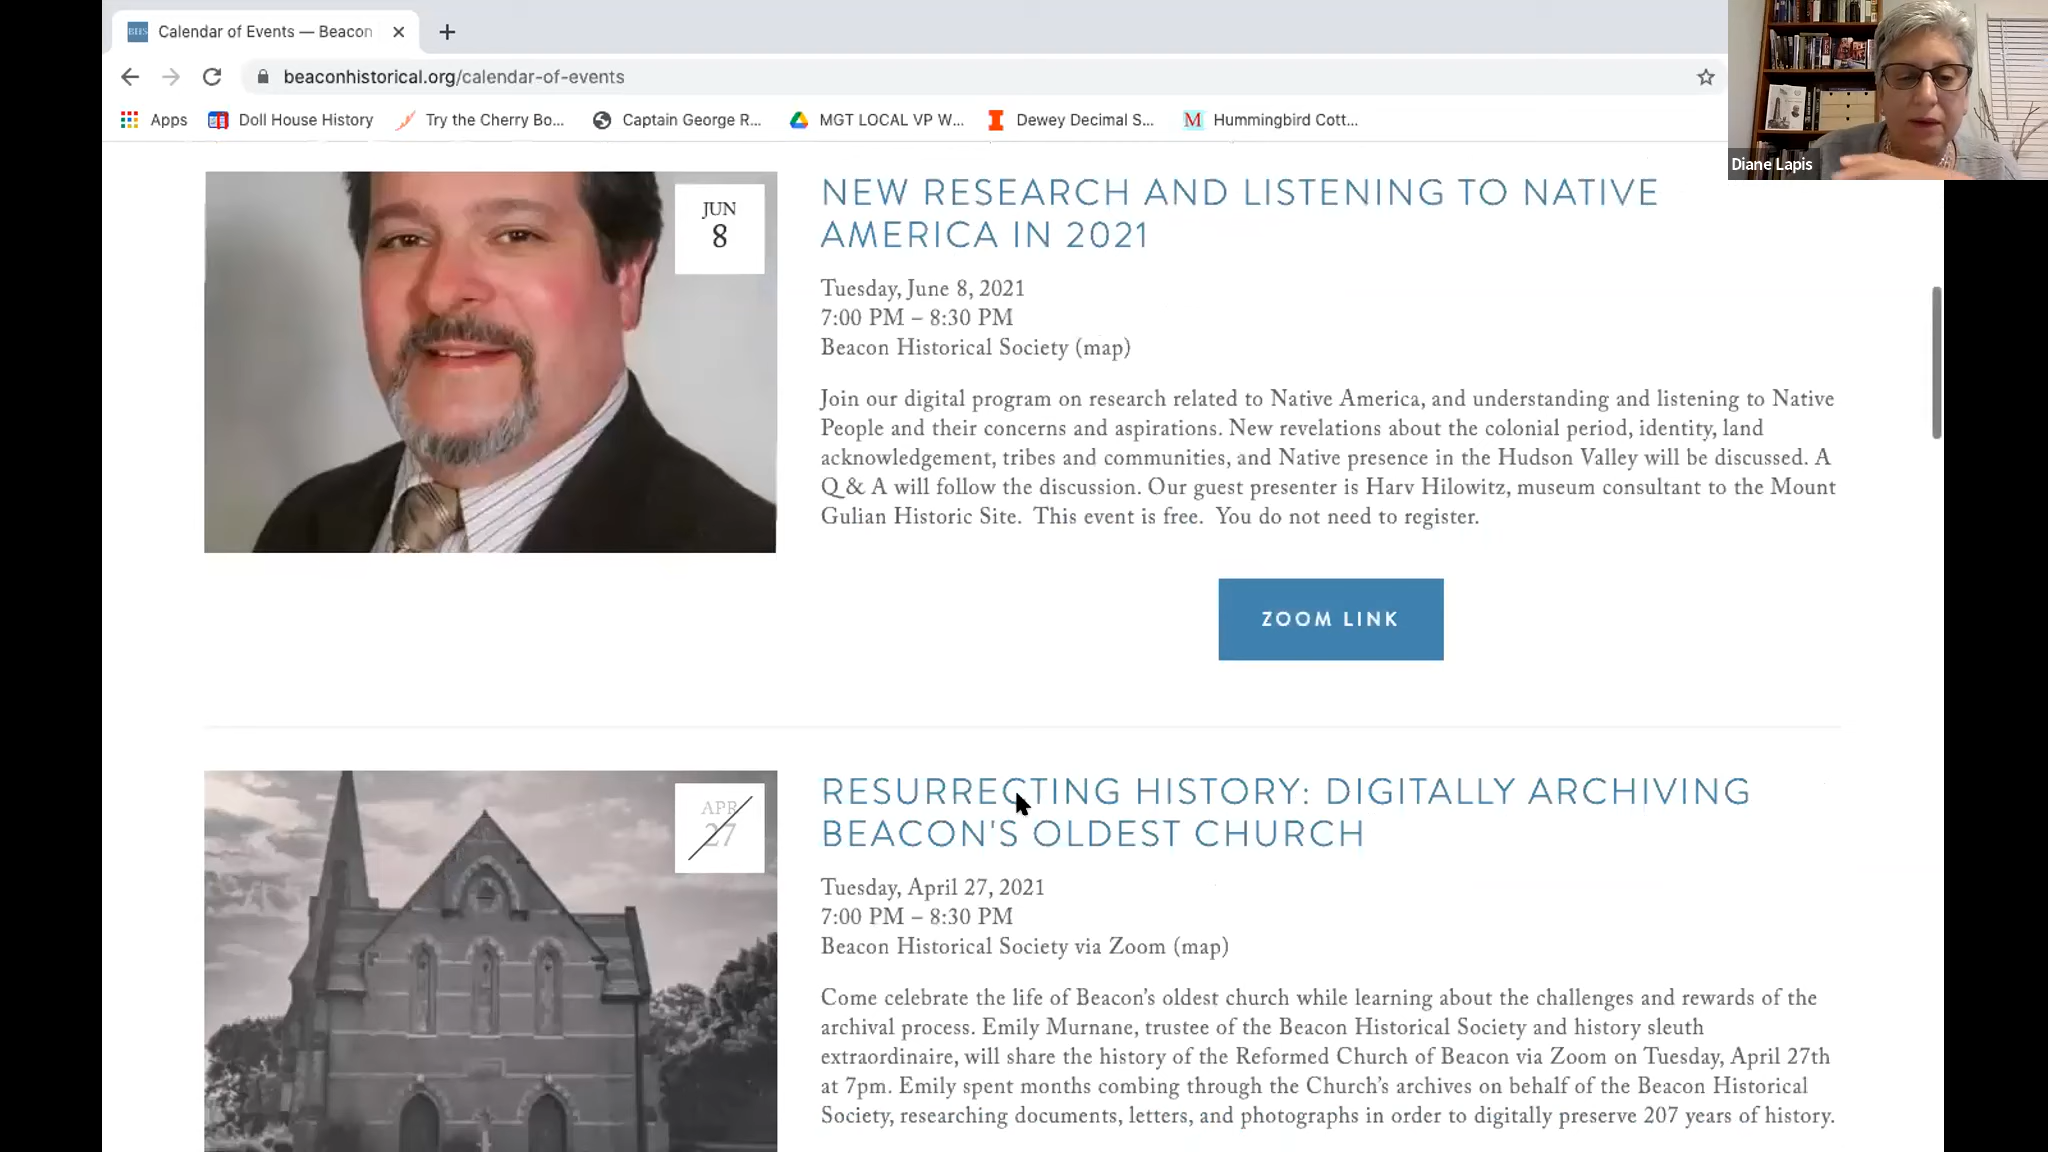 BHS
Calendar of Events — Beacon
beaconhistorical.org/calendar-of-events
Apps
Doll House History
Try the Cherry Bo...
Captain George R...
MGT LOCAL VP W...
Dewey Decimal S...
M Hummingbird Cott...
Diane Lapis
JUN
8
NEW RESEARCH AND LISTENING TO NATIVE
AMERICA IN 2021
Tuesday, June 8, 2021
7:00 PM – 8:30 PM
Beacon Historical Society (map)
Join our digital program on research related to Native America, and understanding and listening to Native
People and their concerns and aspirations. New revelations about the colonial period, identity, land
acknowledgement, tribes and communities, and Native presence in the Hudson Valley will be discussed. A
Q & A will follow the discussion. Our guest presenter is Harv Hilowitz, museum consultant to the Mount
Gulian Historic Site. This event is free. You do not need to register.
ZOOM LINK
APR
27
RESURRECTING HISTORY: DIGITALLY ARCHIVING
BEACON'S OLDEST CHURCH
Tuesday, April 27, 2021
7:00 PM – 8:30 PM
Beacon Historical Society via Zoom (map)
Come celebrate the life of Beacon’s oldest church while learning about the challenges and rewards of the
archival process. Emily Murnane, trustee of the Beacon Historical Society and history sleuth
extraordinaire, will share the history of the Reformed Church of Beacon via Zoom on Tuesday, April 27th
at 7pm. Emily spent months combing through the Church’s archives on behalf of the Beacon Historical
Society, researching documents, letters, and photographs in order to digitally preserve 207 years of history.